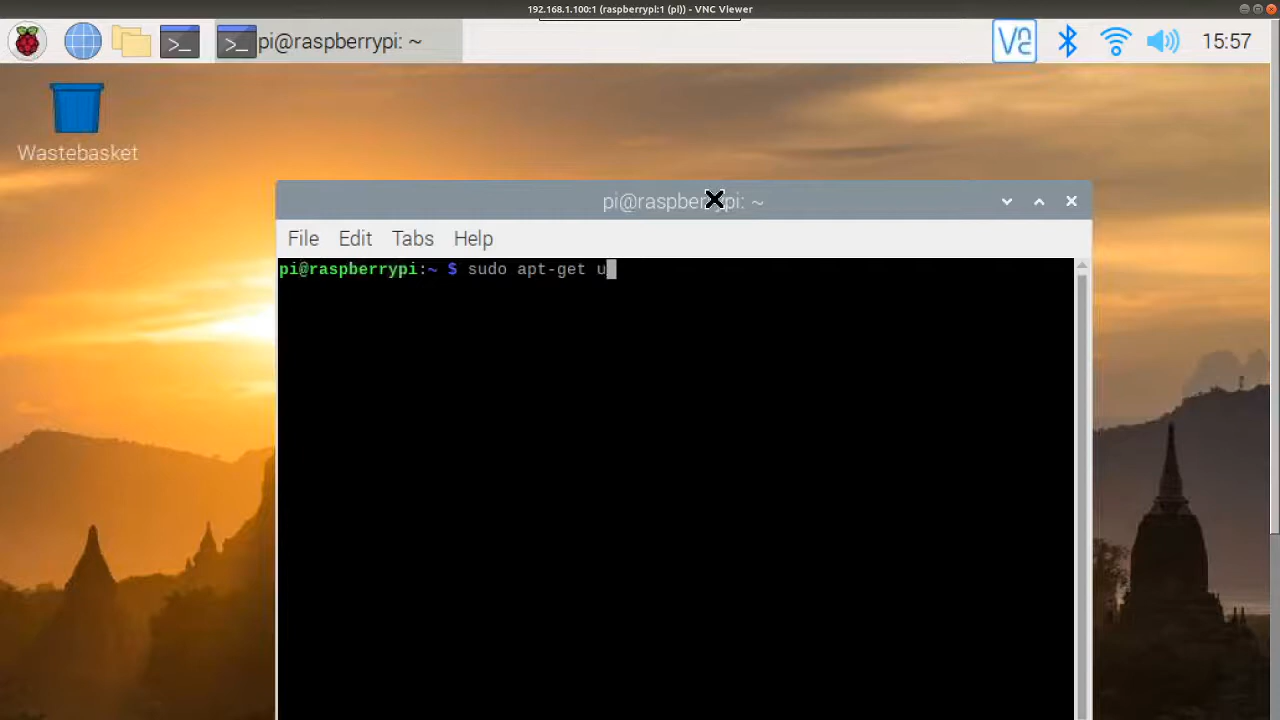 192.168.1.100:1 (raspberrypi:1 (pi)) - VNC Viewer
>_ >_ pi@raspberrypi: ~ VNC 15:57
Wastebasket
pi@raspberrypi: ~
File Edit Tabs Help
pi@raspberrypi:~ $ sudo apt-get u